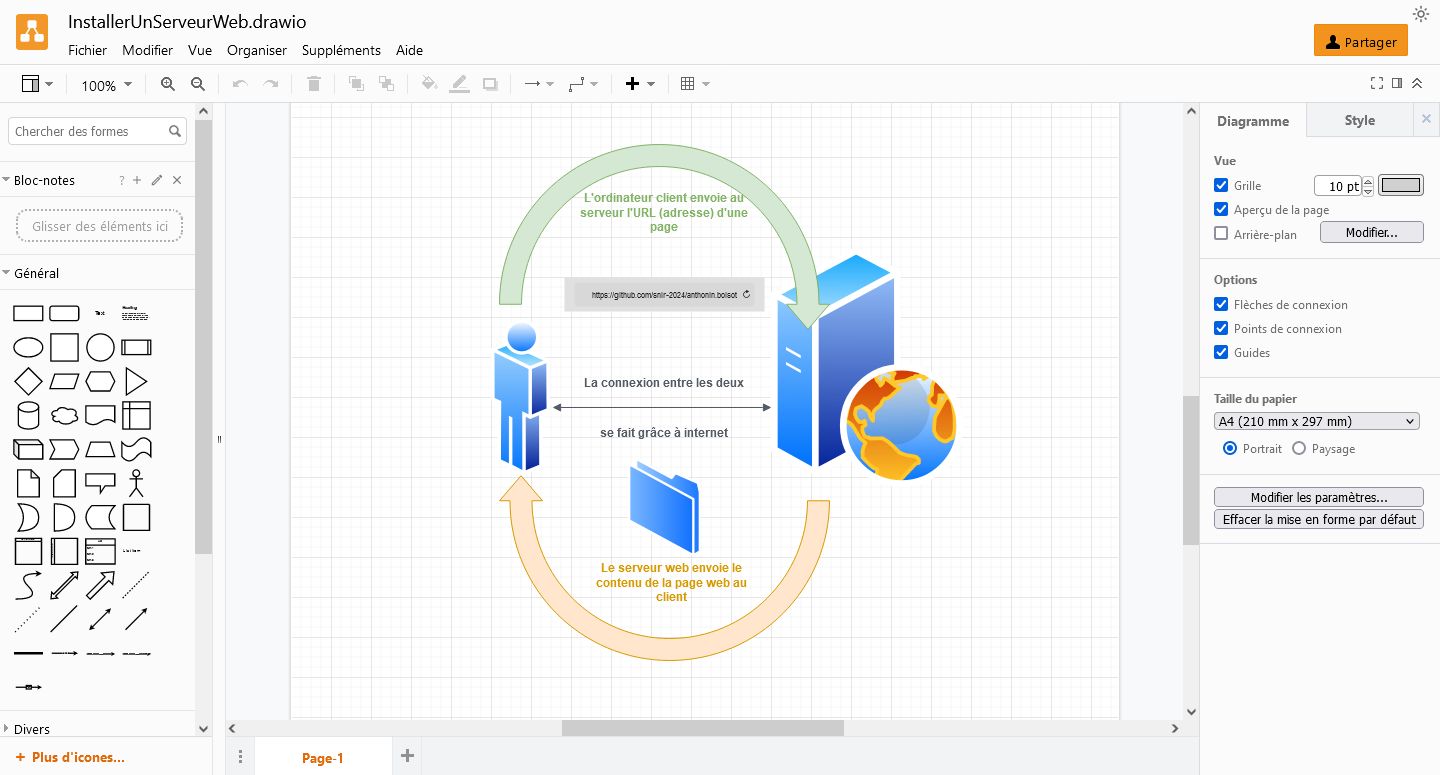 InstallerUnServeurWeb.drawio
Fichier Modifier Vue Organiser Suppléments Aide
Partager
100%
Chercher des formes
Bloc-notes
?
Glisser des éléments ici
Général
Text
Heading
Divers
+ Plus d'icones...
L'ordinateur client envoie au
serveur l'URL (adresse) d'une
page
https://github.com/snir-2024/anthonin.boisot
La connexion entre les deux
se fait grâce à internet
Le serveur web envoie le
contenu de la page web au
client
Page-1
Diagramme Style
Vue
Grille 10 pt
Aperçu de la page
Arrière-plan Modifier...
Options
Flèches de connexion
Points de connexion
Guides
Taille du papier
A4 (210 mm x 297 mm)
Portrait Paysage
Modifier les paramètres...
Effacer la mise en forme par défaut